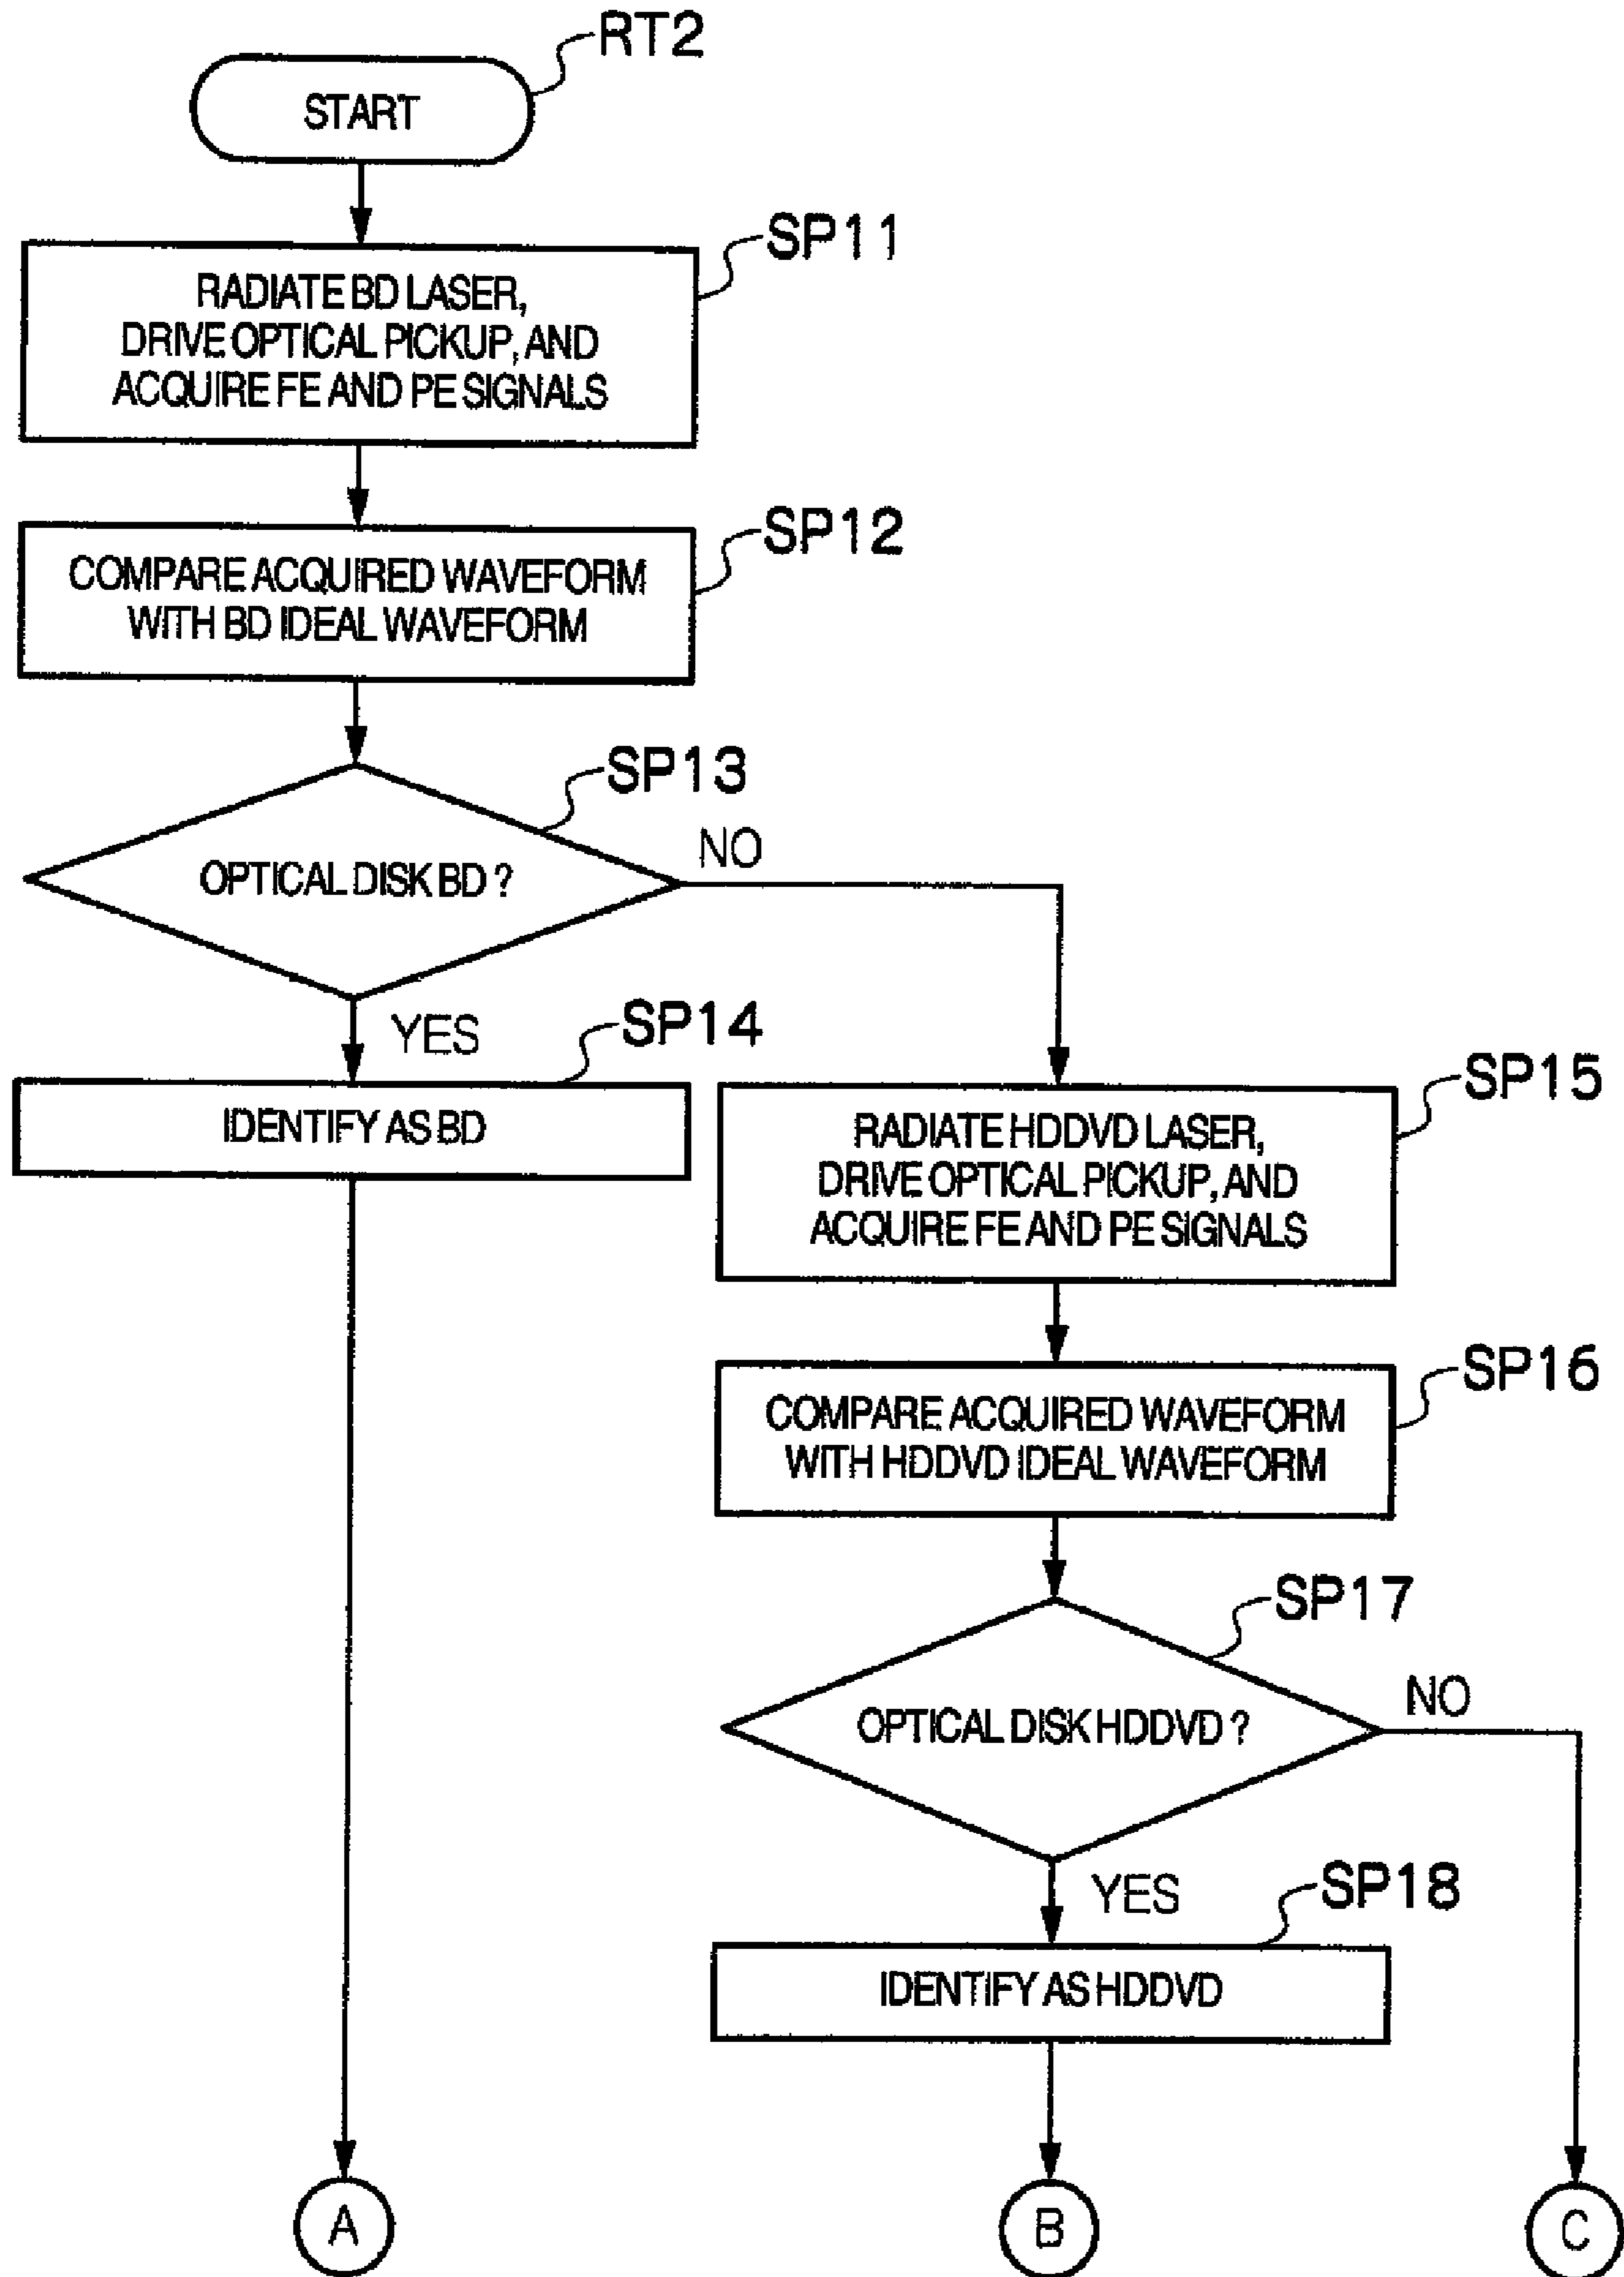 RT2
START
SP11
RADIATE BD LASER,
DRIVE OPTICAL PICKUP, AND
ACQUIRE FE AND PE SIGNALS
SP12
COMPARE ACQUIRED WAVEFORM
WITH BD IDEAL WAVEFORM
SP13
OPTICAL DISK BD ?
NO
YES
SP14
IDENTIFY AS BD
SP15
RADIATE HDDVD LASER,
DRIVE OPTICAL PICKUP, AND
ACQUIRE FE AND PE SIGNALS
SP16
COMPARE ACQUIRED WAVEFORM
WITH HDDVD IDEAL WAVEFORM
SP17
OPTICAL DISK HDDVD ?
NO
YES
SP18
IDENTIFY AS HDDVD
A
B
C